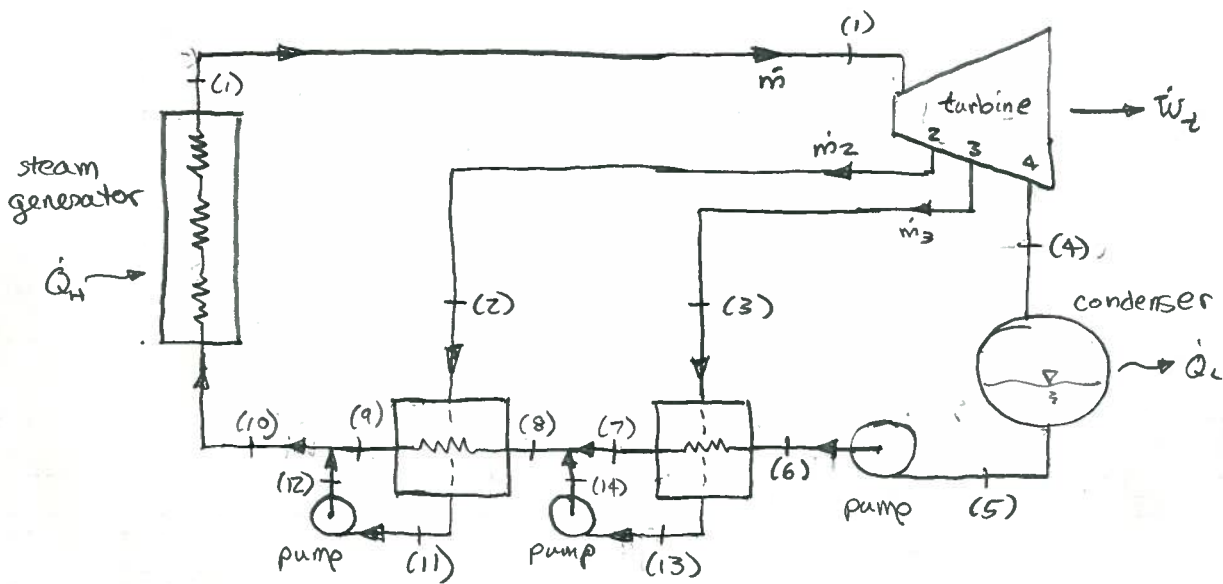 (1)
(1)
ṁ
turbine
Ẇt
2
3
4
steam
generator
ṁ2
ṁ3
(4)
Q̇H
(2)
(3)
condenser
Q̇L
(10)
(9)
(8)
(7)
(6)
(12)
(14)
pump
(5)
pump
(11)
pump
(13)